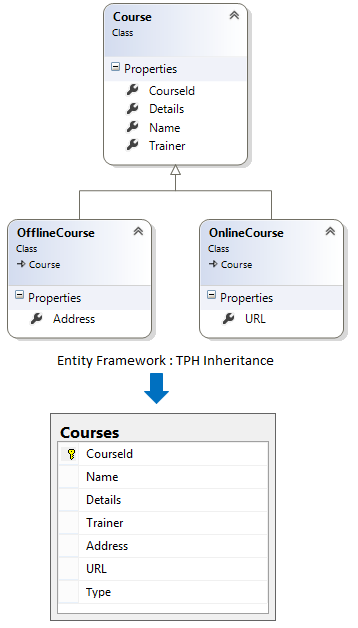 Course
Class
Properties
CourseId
Details
Name
Trainer
OfflineCourse
Class
Course
Properties
Address
OnlineCourse
Class
Course
Properties
URL
Entity Framework : TPH Inheritance
Courses
CourseId
Name
Details
Trainer
Address
URL
Type